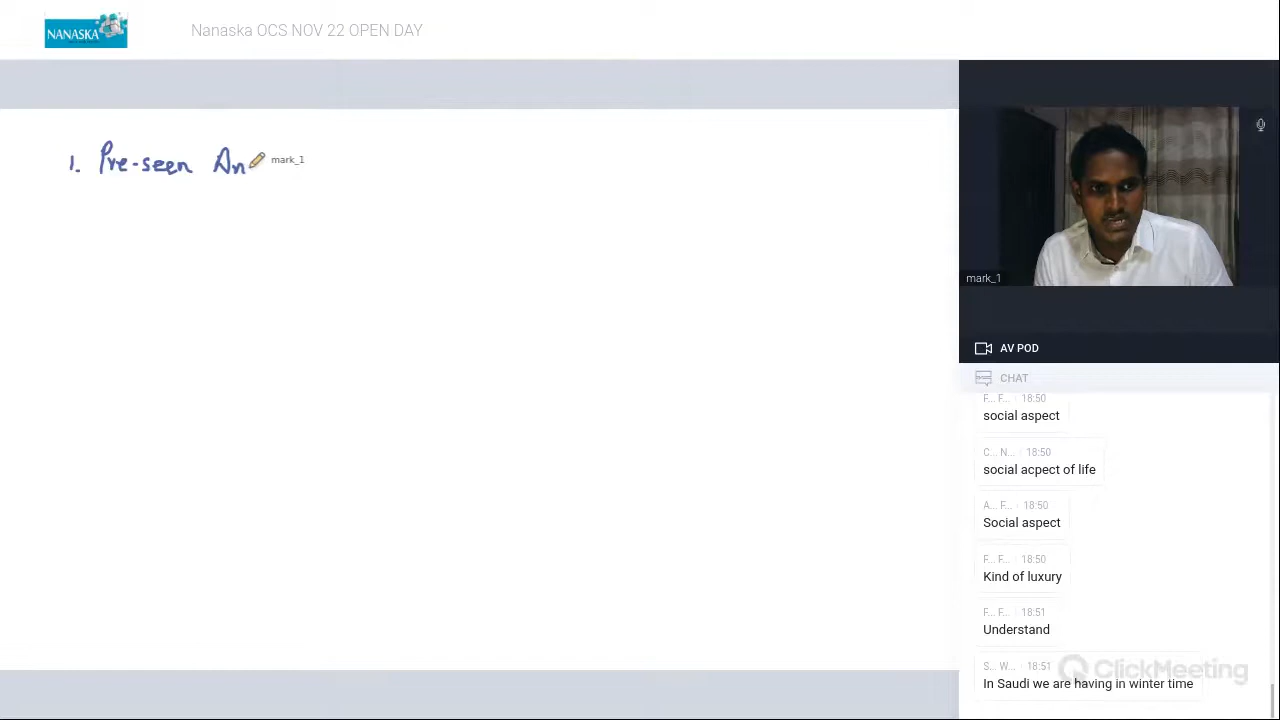 NANASKA
Nanaska OCS NOV 22 OPEN DAY
1. Pre-seen An
mark_1
mark_1
AV POD
CHAT
F... F... 18:50
social aspect
C... N... 18:50
social acpect of life
A... F... 18:50
Social aspect
F... F... 18:50
Kind of luxury
F... F... 18:51
Understand
S... W... 18:51
In Saudi we are having in winter time
ClickMeeting